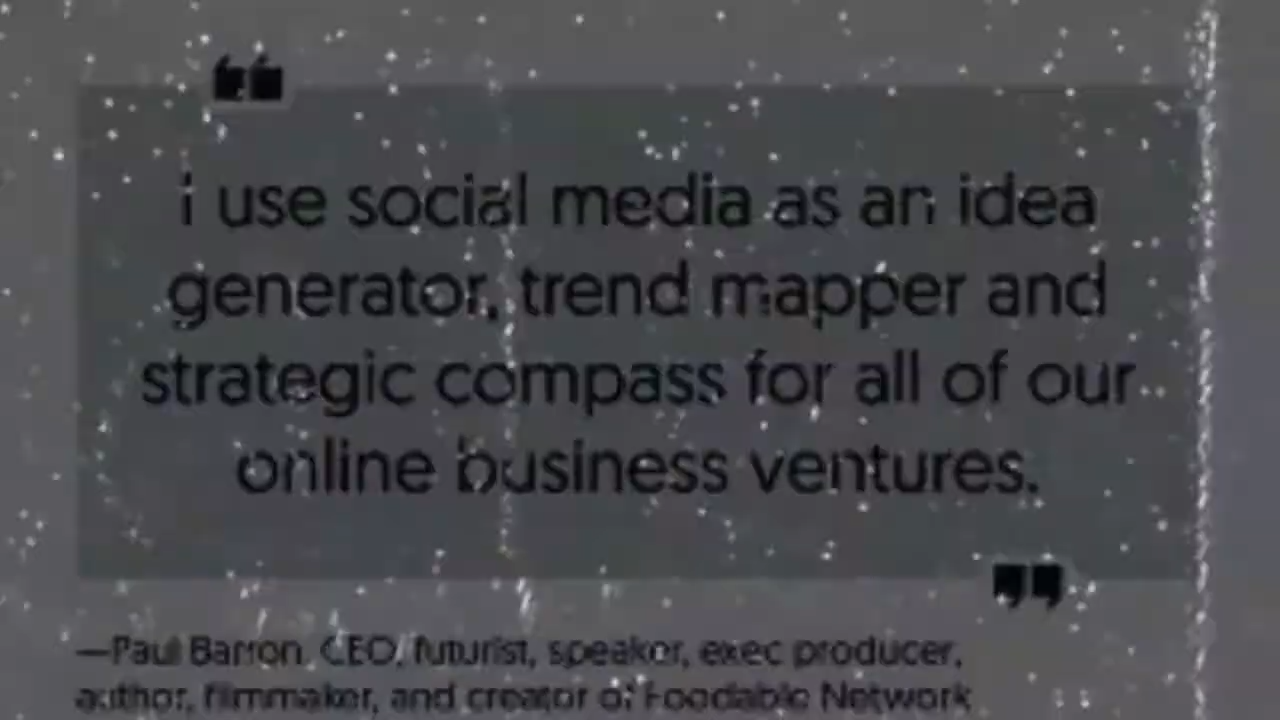 “
i use social media as an idea
generator, trend mapper and
strategic compass for all of our
online business ventures.
”
—Paul Barron, CEO, futurist, speaker, exec producer,
author, filmmaker, and creator of Foodable Network